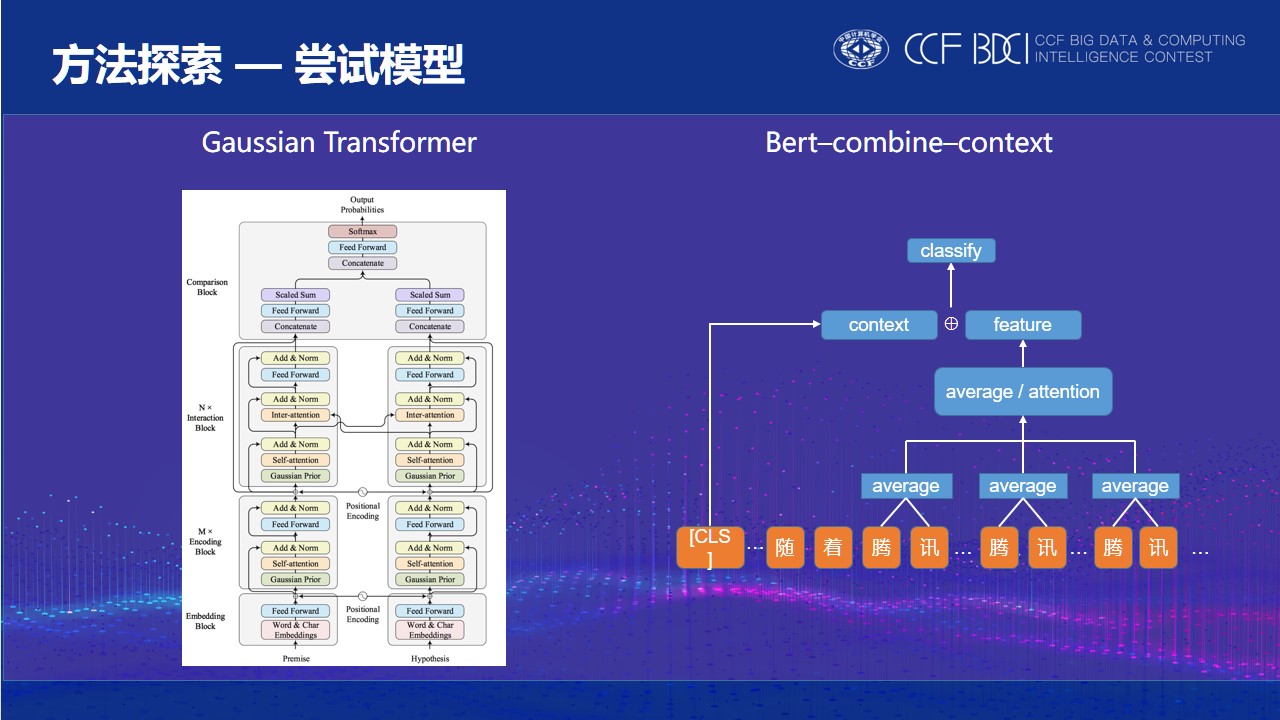 方法探索 — 尝试模型
中国计算机学会
CCF
CCF BDCI
CCF BIG DATA & COMPUTING
INTELLIGENCE CONTEST
Gaussian Transformer
Output
Probabilities
Softmax
Feed Forward
Concatenate
Comparison
Block
Scaled Sum
Scaled Sum
Feed Forward
Feed Forward
Concatenate
Concatenate
Add & Norm
Add & Norm
Feed Forward
Feed Forward
N ×
Interaction
Block
Add & Norm
Add & Norm
Inter-attention
Inter-attention
Add & Norm
Add & Norm
Self-attention
Self-attention
Gaussian Prior
Gaussian Prior
Positional
Encoding
M ×
Encoding
Block
Add & Norm
Add & Norm
Feed Forward
Feed Forward
Add & Norm
Add & Norm
Self-attention
Self-attention
Gaussian Prior
Gaussian Prior
Positional
Encoding
Embedding
Block
Feed Forward
Feed Forward
Word & Char
Embeddings
Word & Char
Embeddings
Premise
Hypothesis
Bert–combine–context
classify
context ⊕ feature
average / attention
average average average
[CLS
]
... 随 着 腾 讯 ... 腾 讯 ... 腾 讯 ...